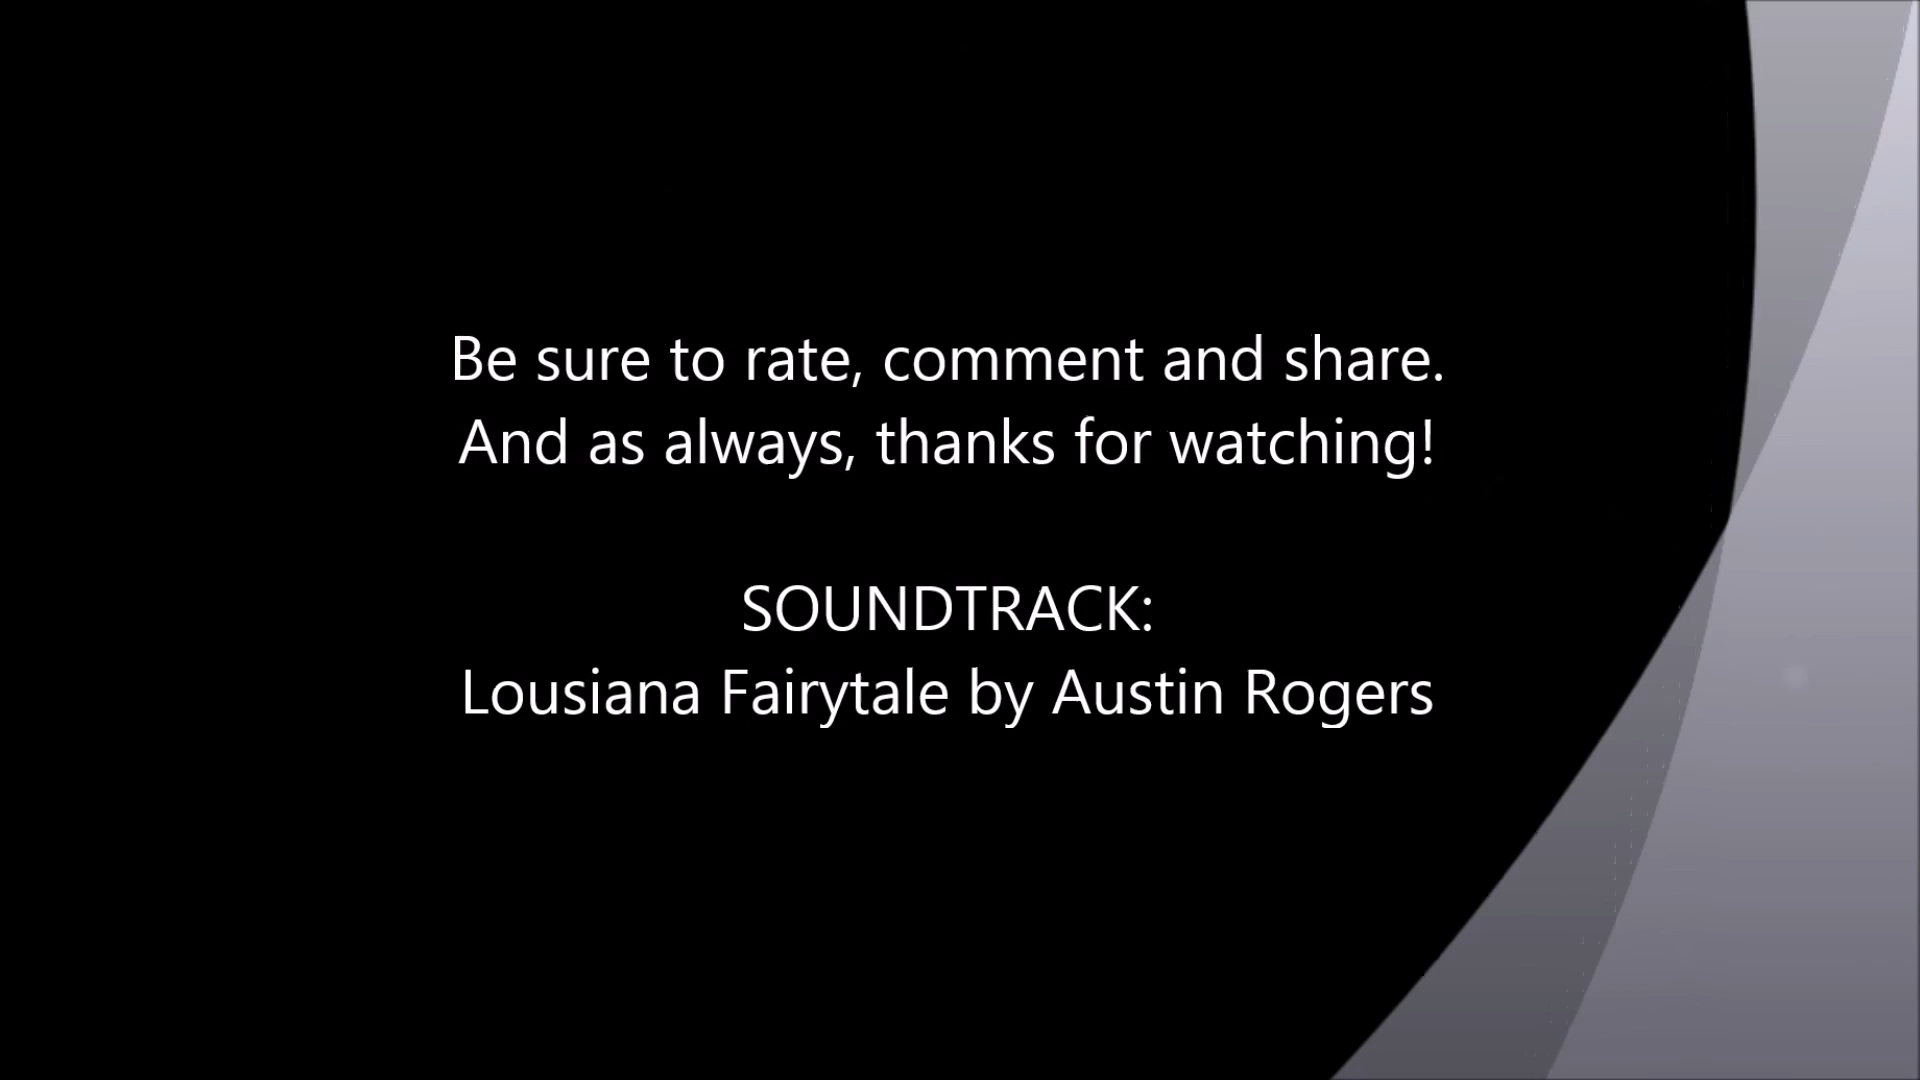 Be sure to rate, comment and share.
And as always, thanks for watching!
SOUNDTRACK:
Lousiana Fairytale by Austin Rogers